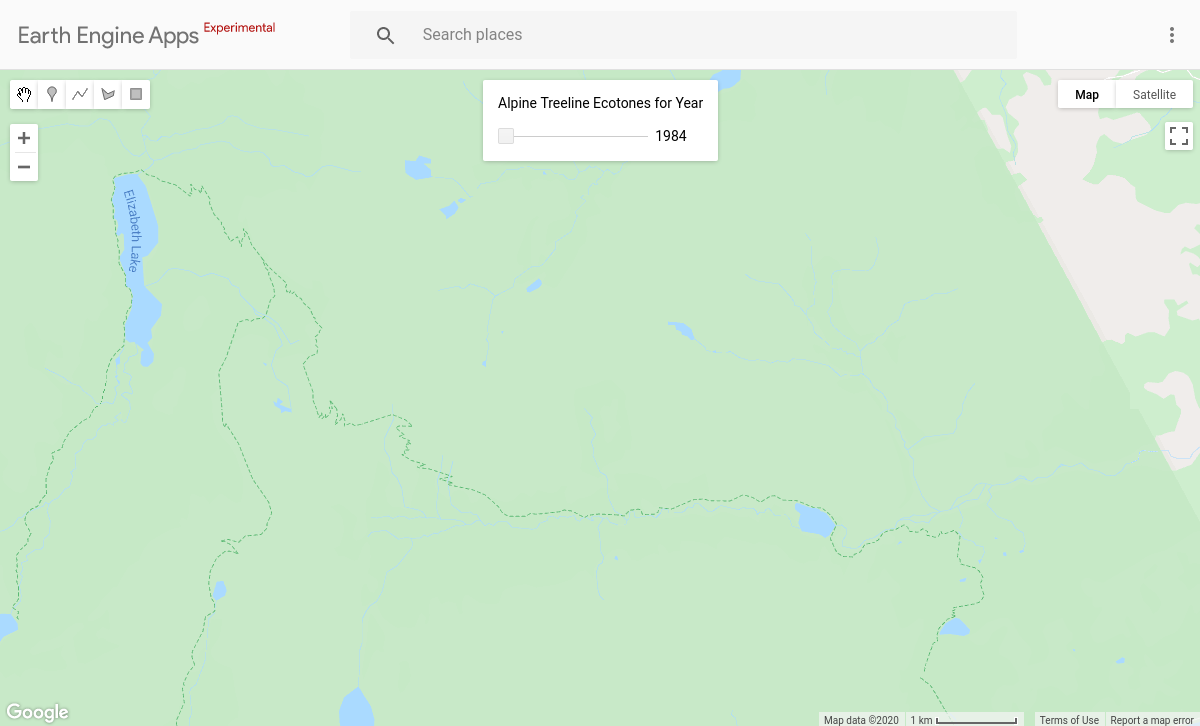 Earth Engine Apps Experimental
Search places
Alpine Treeline Ecotones for Year
1984
Map Satellite
+
−
Elizabeth Lake
Google
Map data ©2020 1 km Terms of Use Report a map error